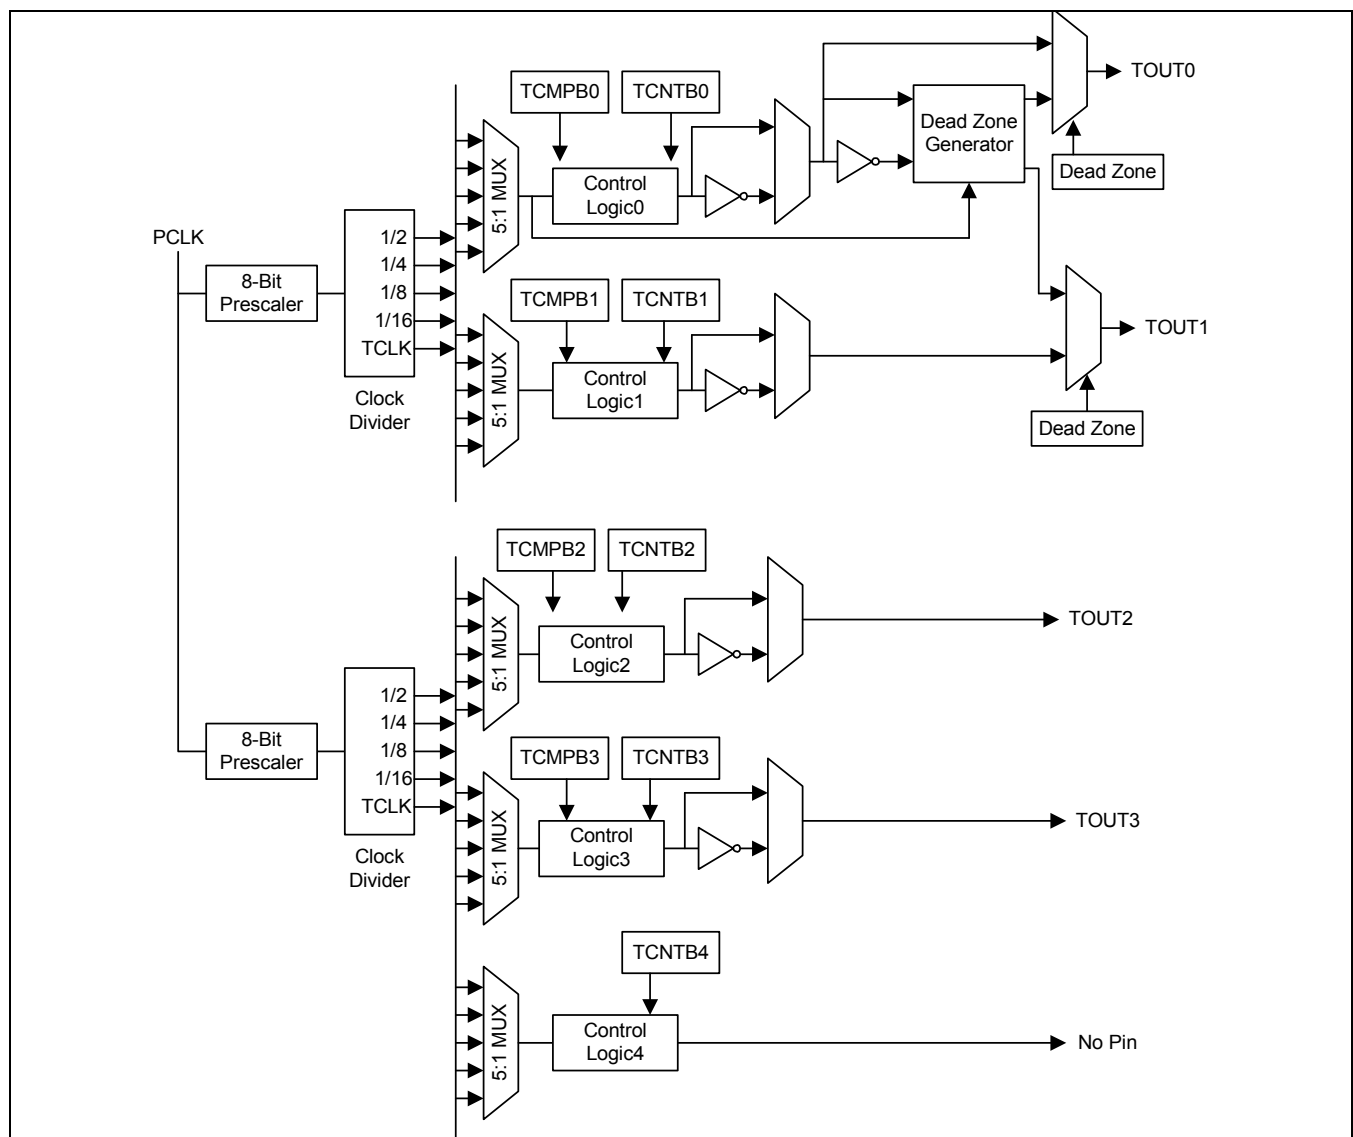 TCMPB0
TCNTB0
TOUT0
Dead Zone
Generator
Dead Zone
5:1 MUX
Control
Logic0
PCLK
8-Bit
Prescaler
1/2
1/4
1/8
1/16
TCLK
Clock
Divider
TCMPB1
TCNTB1
5:1 MUX
Control
Logic1
TOUT1
Dead Zone
TCMPB2
TCNTB2
5:1 MUX
Control
Logic2
TOUT2
8-Bit
Prescaler
1/2
1/4
1/8
1/16
TCLK
Clock
Divider
TCMPB3
TCNTB3
5:1 MUX
Control
Logic3
TOUT3
TCNTB4
5:1 MUX
Control
Logic4
No Pin